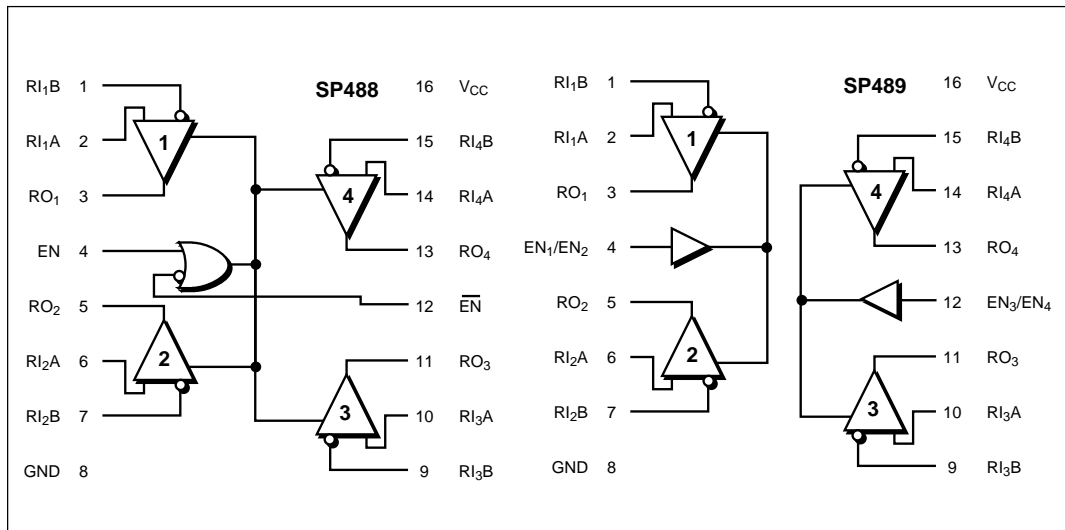 SP488
RI₁B 1
RI₁A 2
RO₁ 3
EN 4
RO₂ 5
RI₂A 6
RI₂B 7
GND 8
16 V_CC
15 RI₄B
14 RI₄A
13 RO₄
12 E̅N̅
11 RO₃
10 RI₃A
9 RI₃B
1
2
3
4
SP489
RI₁B 1
RI₁A 2
RO₁ 3
EN₁/EN₂ 4
RO₂ 5
RI₂A 6
RI₂B 7
GND 8
16 V_CC
15 RI₄B
14 RI₄A
13 RO₄
12 EN₃/EN₄
11 RO₃
10 RI₃A
9 RI₃B
1
2
3
4